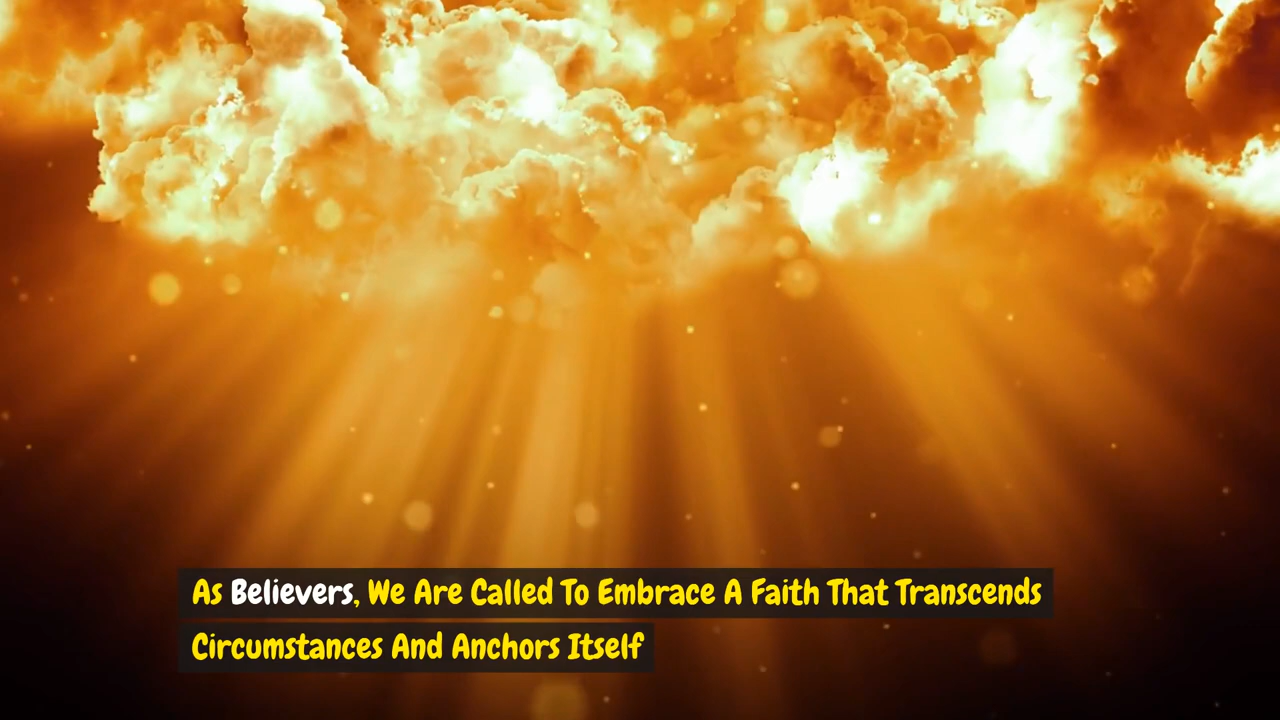 As Believers, We Are Called To Embrace A Faith That Transcends
Circumstances And Anchors Itself